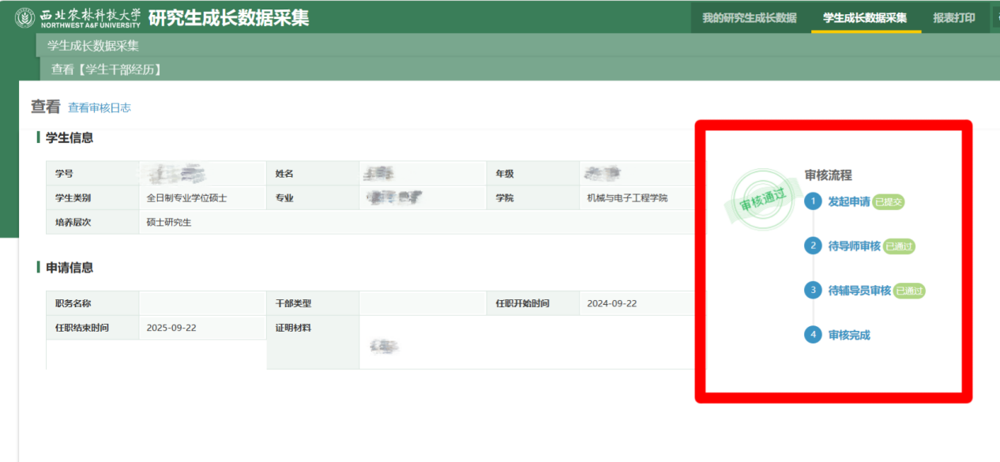 西北农林科技大学 研究生成长数据采集 我的研究生成长数据 学生成长数据采集 报表打印
NORTHWEST A&F UNIVERSITY
学生成长数据采集
查看【学生干部经历】
查看 查看审核日志
学生信息
学号 姓名 年级
学生类别 全日制专业学位硕士 专业 学院 机械与电子工程学院
培养层次 硕士研究生
申请信息
职务名称 干部类型 任职开始时间 2024-09-22
任职结束时间 2025-09-22 证明材料
审核通过
审核流程
1 发起申请 已提交
2 待导师审核 已通过
3 待辅导员审核 已通过
4 审核完成